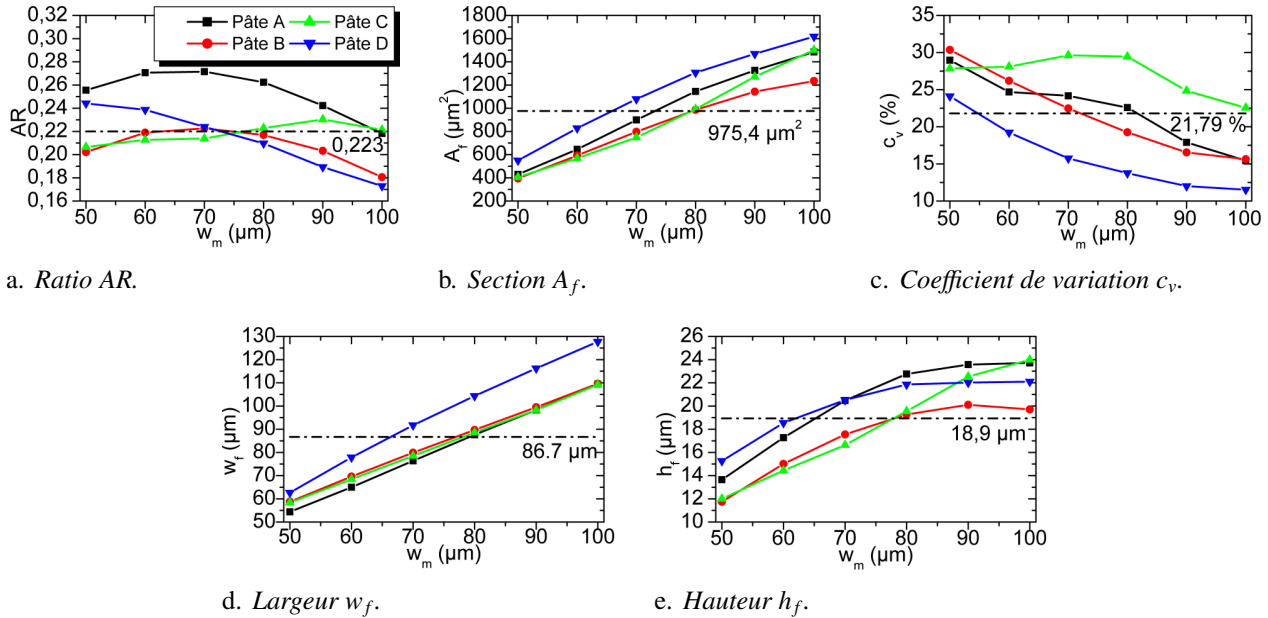 0,32
0,30
0,28
0,26
0,24
0,22
0,20
0,18
0,16
AR
50 60 70 80 90 100
w_m (µm)
Pâte A
Pâte C
Pâte B
Pâte D
0,223
1800
1600
1400
1200
1000
800
600
400
200
A_f (µm²)
50 60 70 80 90 100
w_m (µm)
975,4 µm²
35
30
25
20
15
10
c_v (%)
50 60 70 80 90 100
w_m (µm)
21,79 %
a. Ratio AR.
b. Section A_f.
c. Coefficient de variation c_v.
130
120
110
100
90
80
70
60
50
w_f (µm)
50 60 70 80 90 100
w_m (µm)
86.7 µm
26
24
22
20
18
16
14
12
10
h_f (µm)
50 60 70 80 90 100
w_m (µm)
18,9 µm
d. Largeur w_f.
e. Hauteur h_f.